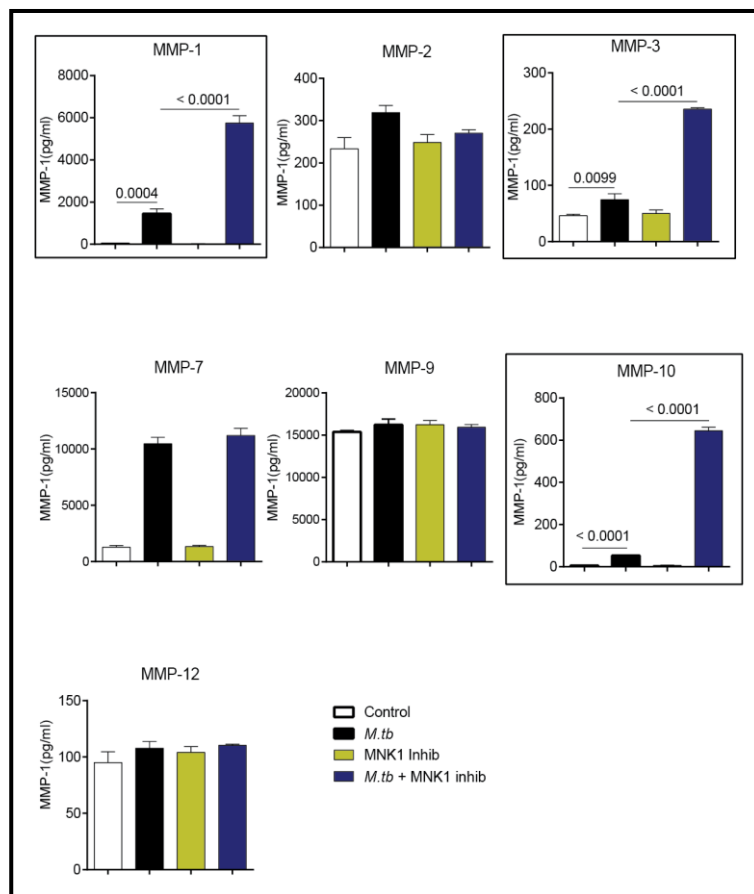 MMP-1
MMP-1(pg/ml)
8000
6000
4000
2000
0
0.0004
< 0.0001
MMP-2
MMP-1(pg/ml)
400
300
200
100
0
MMP-3
MMP-1(pg/ml)
300
200
100
0
0.0099
< 0.0001
MMP-7
MMP-1(pg/ml)
15000
10000
5000
0
MMP-9
MMP-1(pg/ml)
20000
15000
10000
5000
0
MMP-10
MMP-1(pg/ml)
800
600
400
200
0
< 0.0001
< 0.0001
MMP-12
MMP-1(pg/ml)
150
100
50
0
Control
M.tb
MNK1 Inhib
M.tb + MNK1 inhib